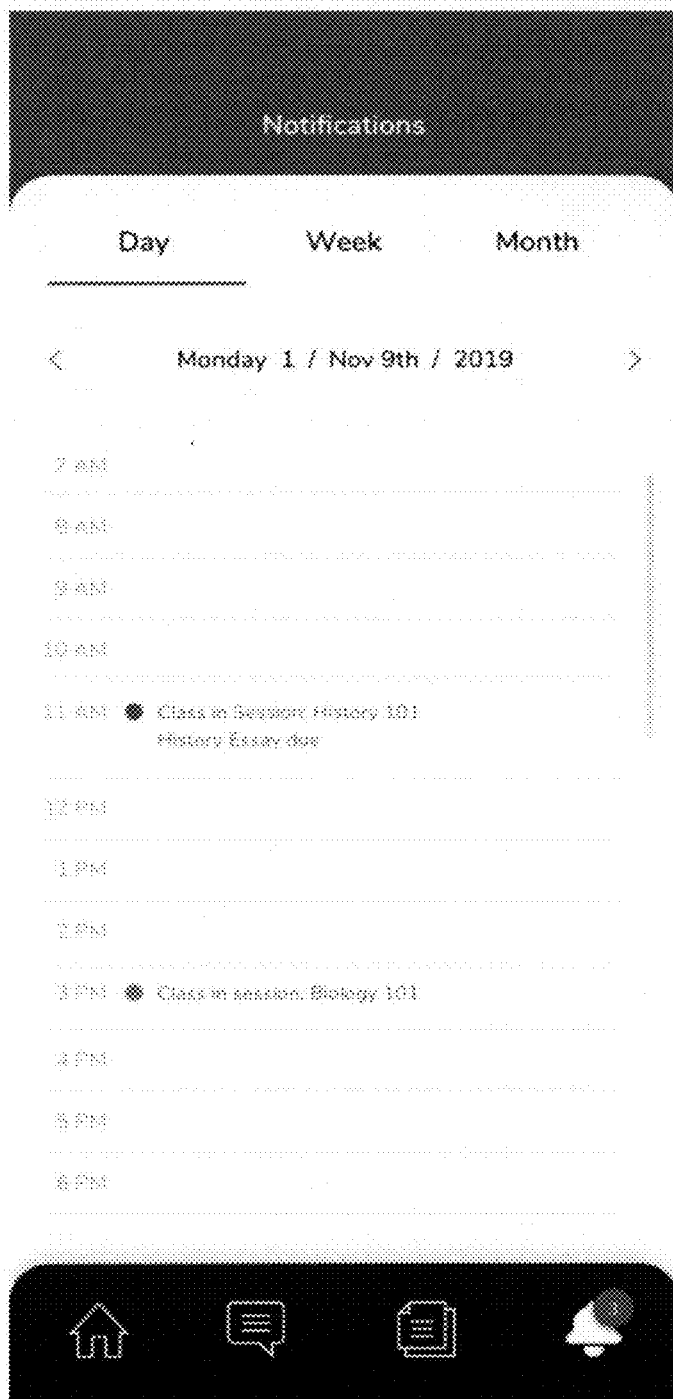 Notifications
Day Week Month
< Monday 1 / Nov 9th / 2019 >
7 AM
8 AM
9 AM
10 AM
11 AM Class in Session: History 101
History Essay due
12 PM
1 PM
2 PM
3 PM Class in session: Biology 101
4 PM
5 PM
6 PM